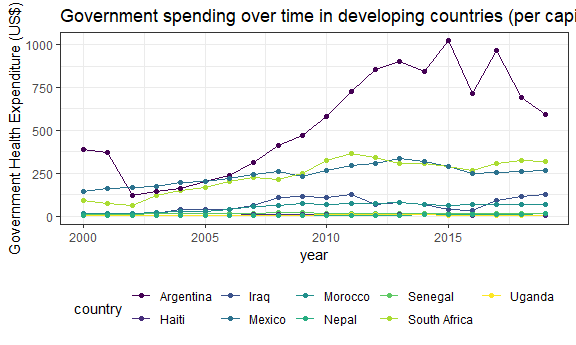 Government spending over time in developing countries (per capi
Government Health Expenditure (US$)
1000
750
500
250
0
2000 2005 2010 2015
year
country
Argentina Iraq Morocco Senegal Uganda
Haiti Mexico Nepal South Africa